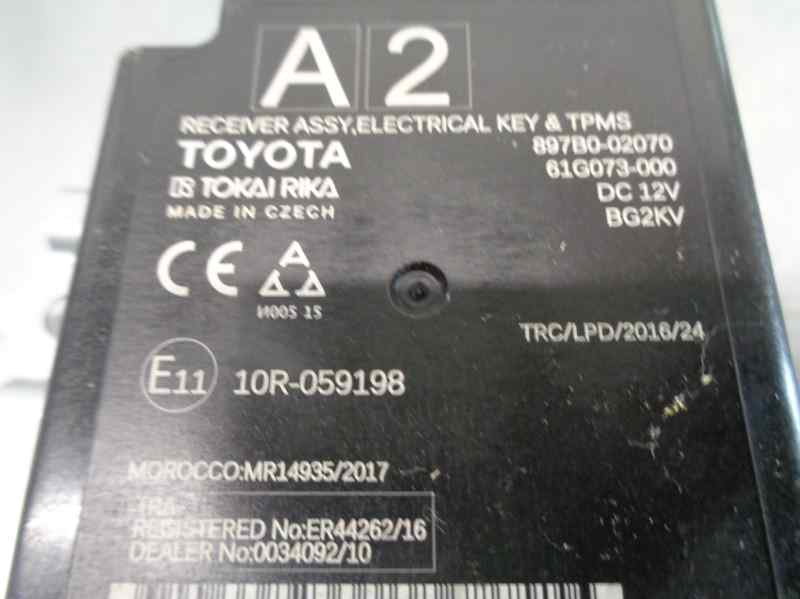 A 2
RECEIVER ASSY,ELECTRICAL KEY & TPMS
TOYOTA 897B0-02070
61G073-000
TOKAI RIKA DC 12V
MADE IN CZECH BG2KV
CE
И005 15
TRC/LPD/2016/24
E11 10R-059198
MOROCCO:MR14935/2017
TRA
REGISTERED No:ER44262/16
DEALER No:0034092/10